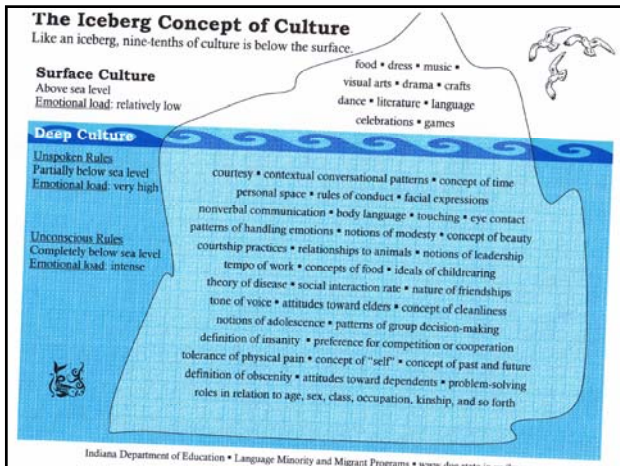 The Iceberg Concept of Culture
Like an iceberg, nine-tenths of culture is below the surface.
Surface Culture
Above sea level
Emotional load: relatively low
food • dress • music •
visual arts • drama • crafts
dance • literature • language
celebrations • games
Deep Culture
Unspoken Rules
Partially below sea level
Emotional load: very high
Unconscious Rules
Completely below sea level
Emotional load: intense
courtesy • contextual conversational patterns • concept of time
personal space • rules of conduct • facial expressions
nonverbal communication • body language • touching • eye contact
patterns of handling emotions • notions of modesty • concept of beauty
courtship practices • relationships to animals • notions of leadership
tempo of work • concepts of food • ideals of childrearing
theory of disease • social interaction rate • nature of friendships
tone of voice • attitudes toward elders • concept of cleanliness
notions of adolescence • patterns of group decision-making
definition of insanity • preference for competition or cooperation
tolerance of physical pain • concept of "self" • concept of past and future
definition of obscenity • attitudes toward dependents • problem-solving
roles in relation to age, sex, class, occupation, kinship, and so forth
Indiana Department of Education • Language Minority and Migrant Programs •